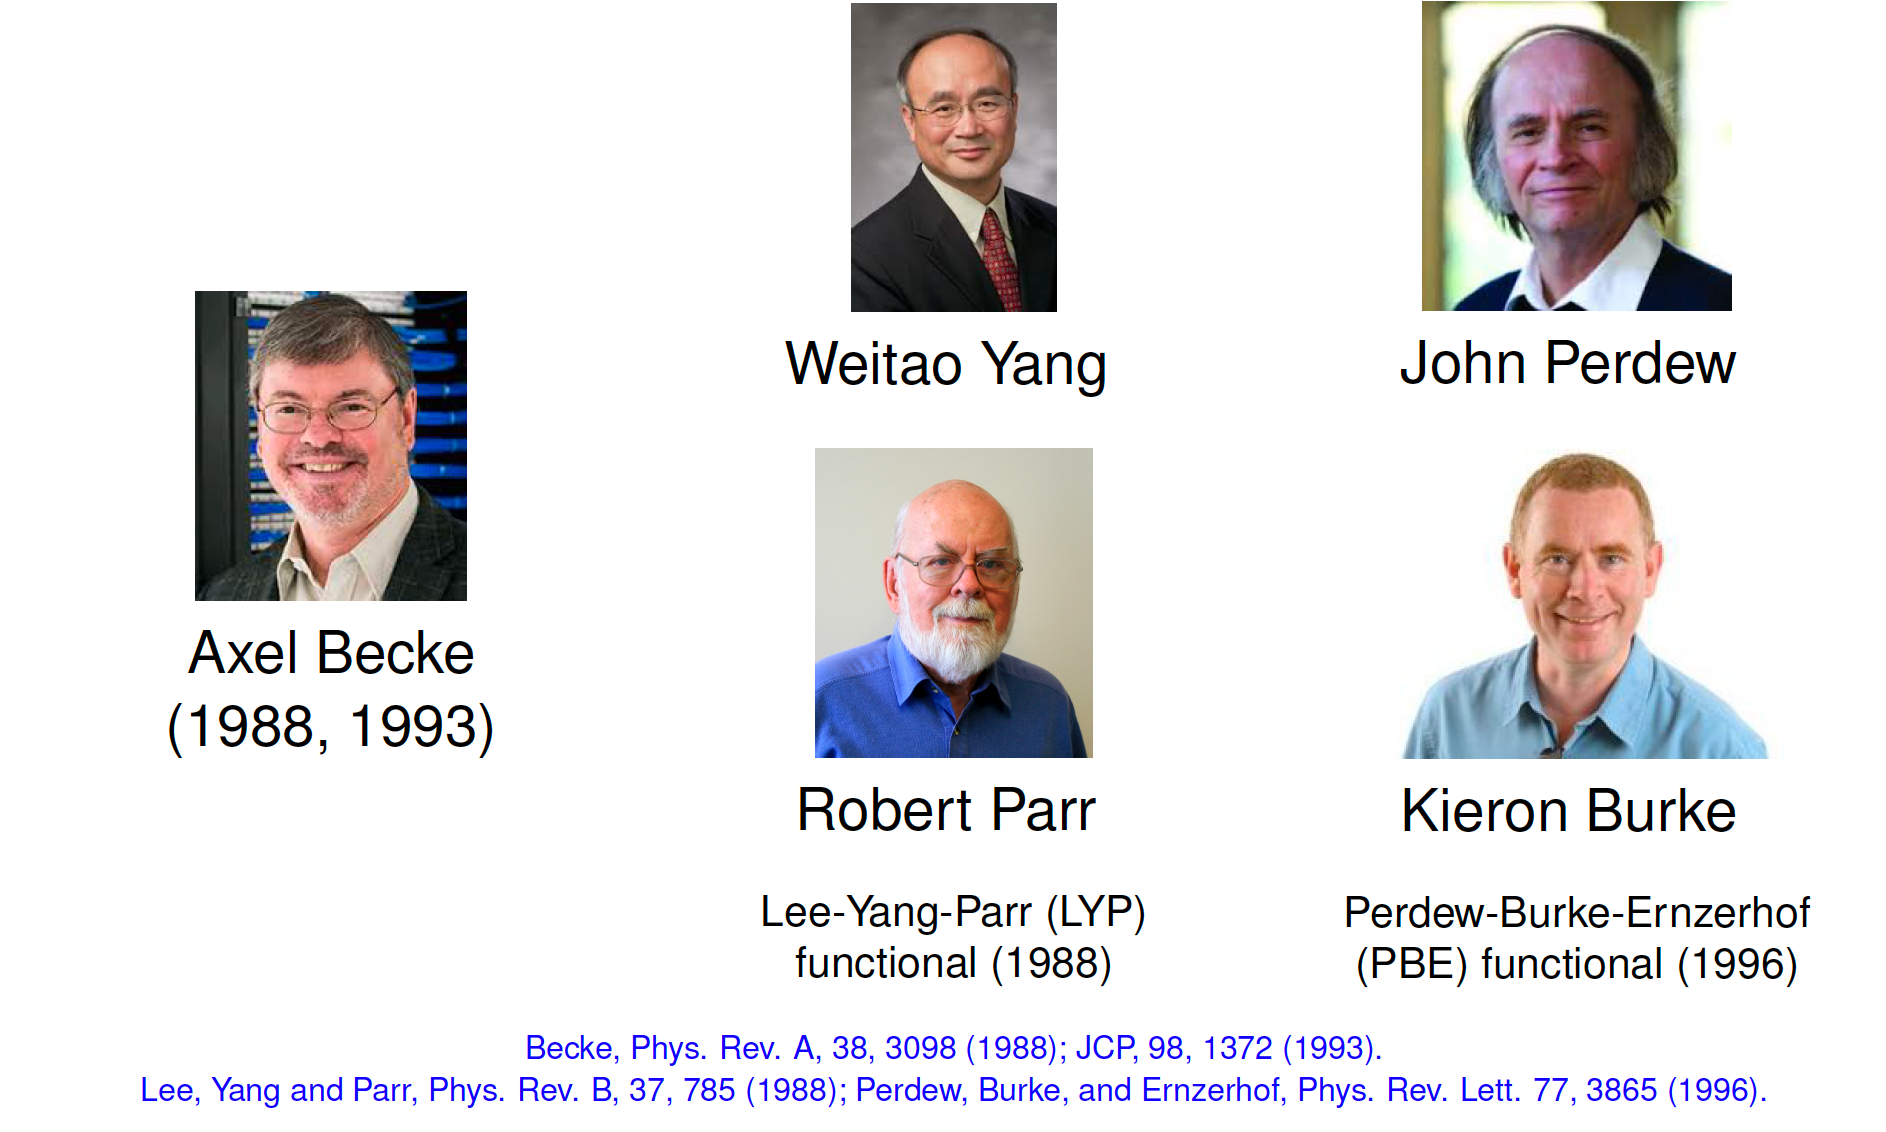 Weitao Yang
John Perdew
Axel Becke
(1988, 1993)
Robert Parr
Kieron Burke
Lee-Yang-Parr (LYP)
functional (1988)
Perdew-Burke-Ernzerhof
(PBE) functional (1996)
Becke, Phys. Rev. A, 38, 3098 (1988); JCP, 98, 1372 (1993).
Lee, Yang and Parr, Phys. Rev. B, 37, 785 (1988); Perdew, Burke, and Ernzerhof, Phys. Rev. Lett. 77, 3865 (1996).